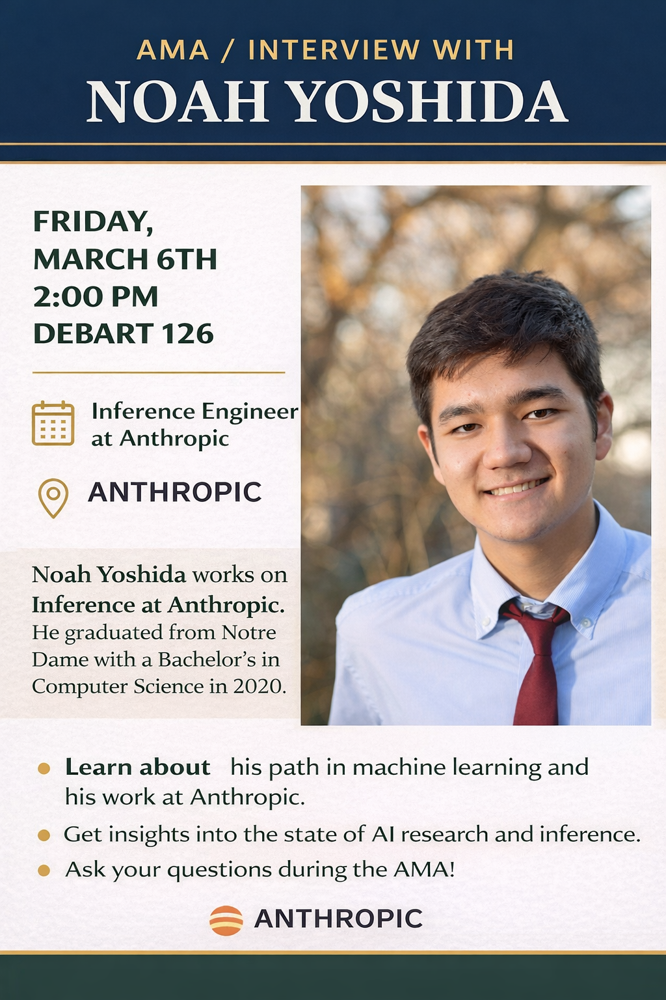 AMA / INTERVIEW WITH
NOAH YOSHIDA
FRIDAY,
MARCH 6TH
2:00 PM
DEBART 126
Inference Engineer
at Anthropic
ANTHROPIC
Noah Yoshida works on
Inference at Anthropic.
He graduated from Notre
Dame with a Bachelor’s in
Computer Science in 2020.
Learn about his path in machine learning and
his work at Anthropic.
Get insights into the state of AI research and inference.
Ask your questions during the AMA!
ANTHROPIC